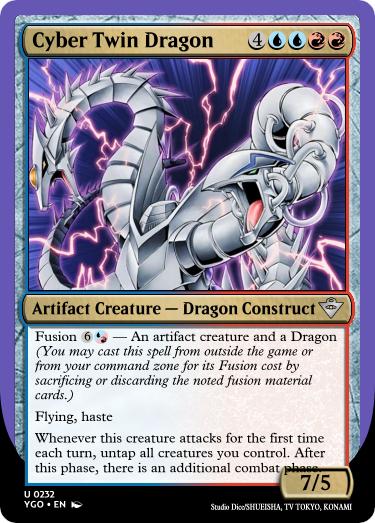 Cyber Twin Dragon 4
Artifact Creature — Dragon Construct
Fusion 6 — An artifact creature and a Dragon
(You may cast this spell from outside the game or
from your command zone for its Fusion cost by
sacrificing or discarding the noted fusion material
cards.)
Flying, haste
Whenever this creature attacks for the first time
each turn, untap all creatures you control. After
this phase, there is an additional combat phase.
7/5
U 0232
YGO • EN
Studio Dice/SHUEISHA, TV TOKYO, KONAMI